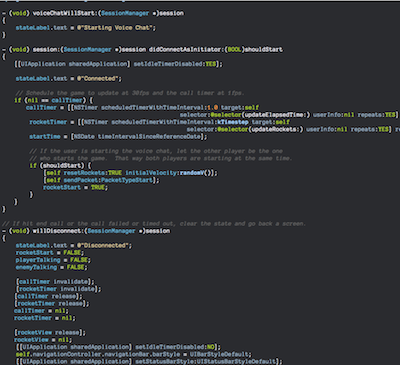 - (void) voiceChatWillStart:(SessionManager *)session
{
stateLabel.text = @"Starting Voice Chat";
}
- (void) session:(SessionManager *)session didConnectAsInitiator:(BOOL)shouldStart
{
[[UIApplication sharedApplication] setIdleTimerDisabled:YES];
stateLabel.text = @"Connected";
// Schedule the game to update at 30fps and the call timer at 1fps.
if (nil == callTimer) {
callTimer = [[NSTimer scheduledTimerWithTimeInterval:1.0 target:self
selector:@selector(updateElapsedTime:) userInfo:nil repeats:YES]
rocketTimer = [[NSTimer scheduledTimerWithTimeInterval:kTimestep target:self
selector:@selector(updateRockets:) userInfo:nil repeats:YES] r
startTime = [NSDate timeIntervalSinceReferenceDate];
// If the user is starting the voice chat, let the other player be the one
// who starts the game. That way both players are starting at the same time.
if (shouldStart) {
[self resetRockets:TRUE initialVelocity:randomV()];
[self sendPacket:PacketTypeStart];
rocketStart = TRUE;
}
}
}
// If hit end call or the call failed or timed out, clear the state and go back a screen.
- (void) willDisconnect:(SessionManager *)session
{
stateLabel.text = @"Disconnected";
rocketStart = FALSE;
playerTalking = FALSE;
enemyTalking = FALSE;
[callTimer invalidate];
[rocketTimer invalidate];
[callTimer release];
[rocketTimer release];
callTimer = nil;
rocketTimer = nil;
[rocketView release];
rocketView = nil;
[[UIApplication sharedApplication] setIdleTimerDisabled:NO];
self.navigationController.navigationBar.barStyle = UIBarStyleDefault;
[[UIApplication sharedApplication] setStatusBarStyle:UIStatusBarStyleDefault];